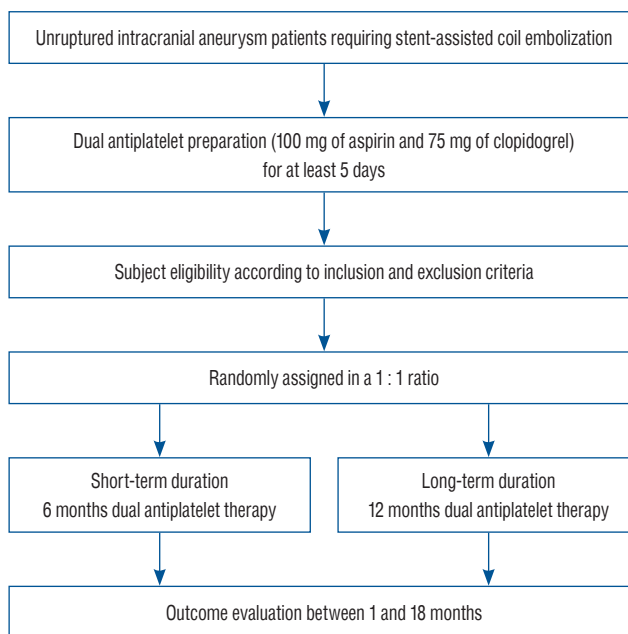 Unruptured intracranial aneurysm patients requiring stent-assisted coil embolization
Dual antiplatelet preparation (100 mg of aspirin and 75 mg of clopidogrel)
for at least 5 days
Subject eligibility according to inclusion and exclusion criteria
Randomly assigned in a 1 : 1 ratio
Short-term duration
6 months dual antiplatelet therapy
Long-term duration
12 months dual antiplatelet therapy
Outcome evaluation between 1 and 18 months